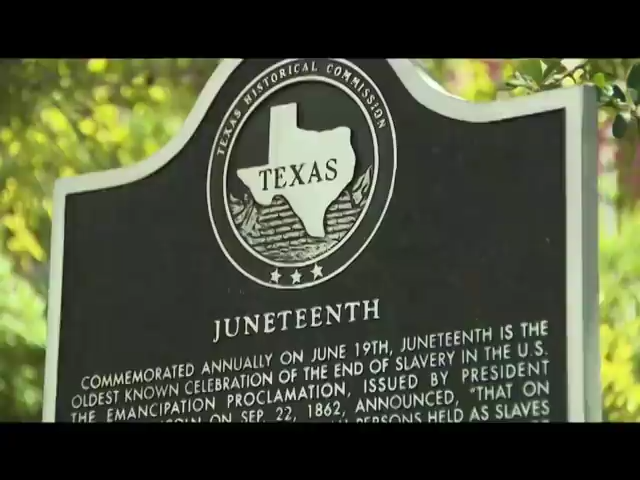 TEXAS HISTORICAL COMMISSION
TEXAS
JUNETEENTH
COMMEMORATED ANNUALLY ON JUNE 19TH, JUNETEENTH IS THE
OLDEST KNOWN CELEBRATION OF THE END OF SLAVERY IN THE U.S.
THE EMANCIPATION PROCLAMATION, ISSUED BY PRESIDENT
ON SEP. 22, 1862, ANNOUNCED, "THAT ON
PERSONS HELD AS SLAVES